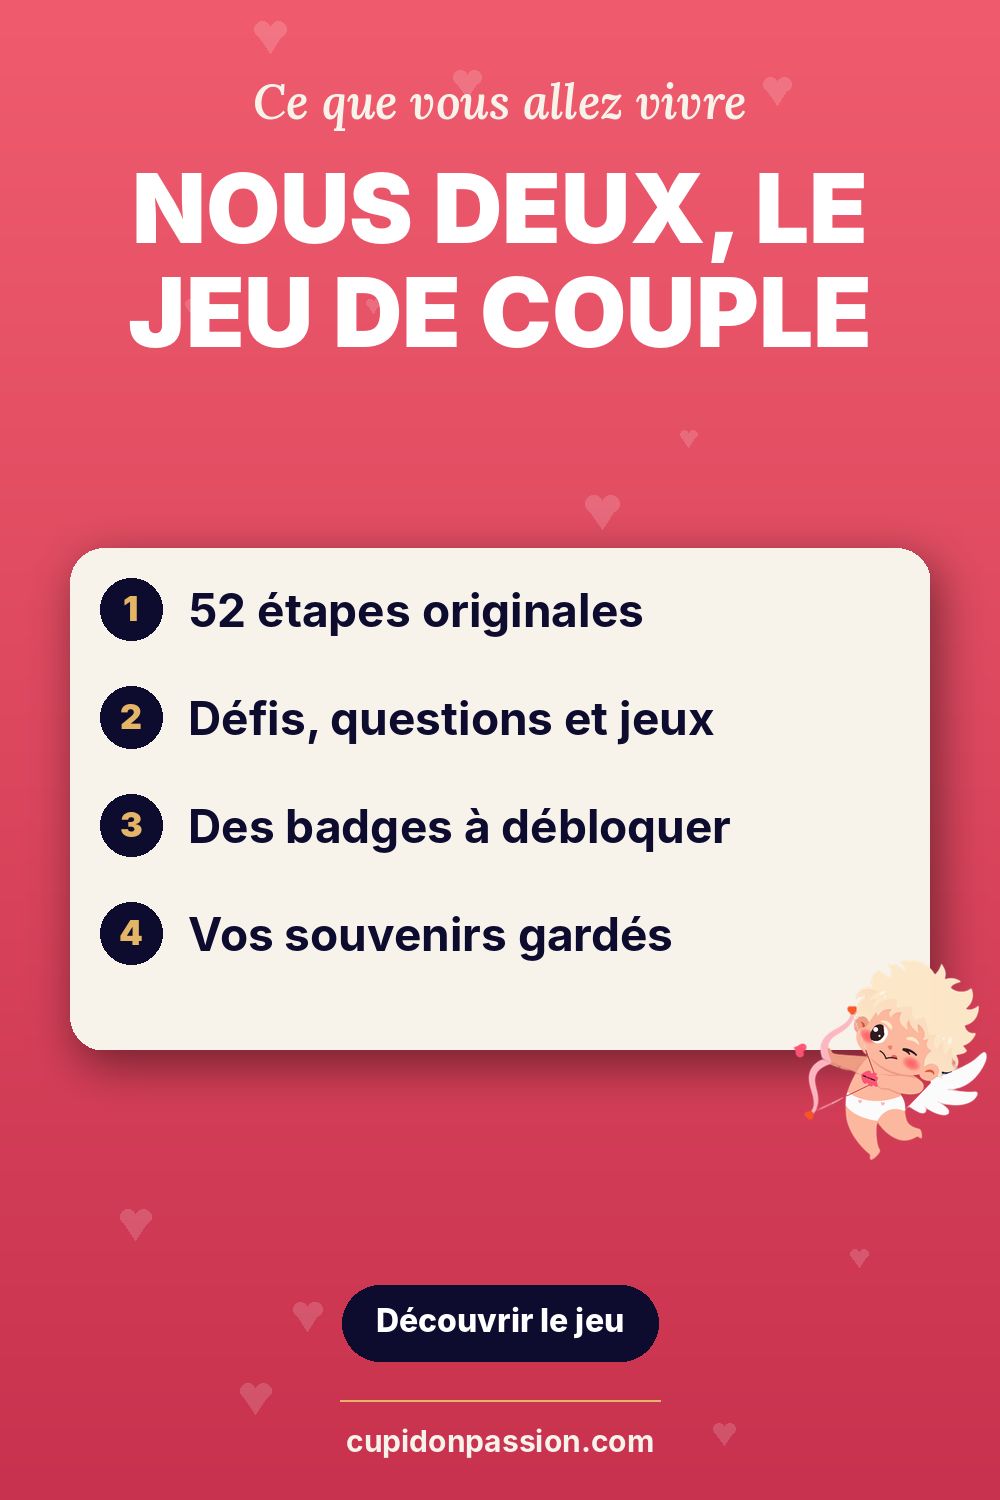 Ce que vous allez vivre
NOUS DEUX, LE
JEU DE COUPLE
1 52 étapes originales
2 Défis, questions et jeux
3 Des badges à débloquer
4 Vos souvenirs gardés
Découvrir le jeu
cupidonpassion.com